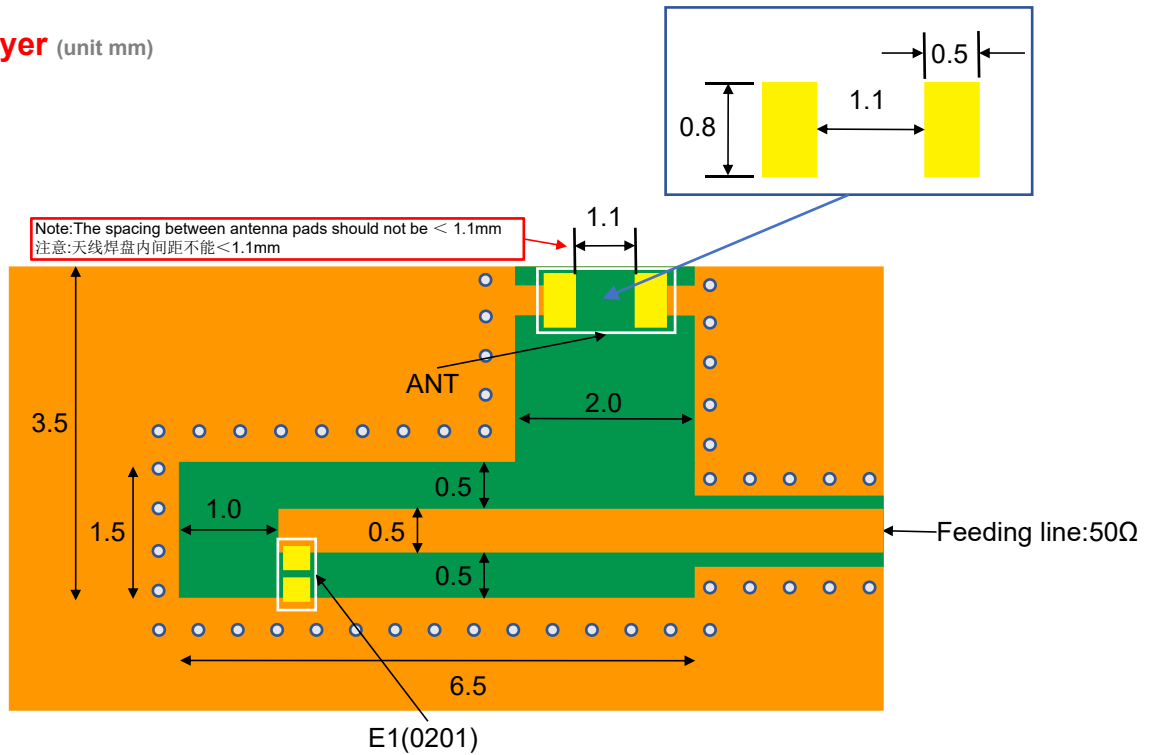 yer (unit mm)
0.5
1.1
0.8
Note:The spacing between antenna pads should not be < 1.1mm
注意:天线焊盘内间距不能<1.1mm
1.1
ANT
2.0
3.5
0.5
1.0
1.5
0.5
Feeding line:50Ω
0.5
6.5
E1(0201)